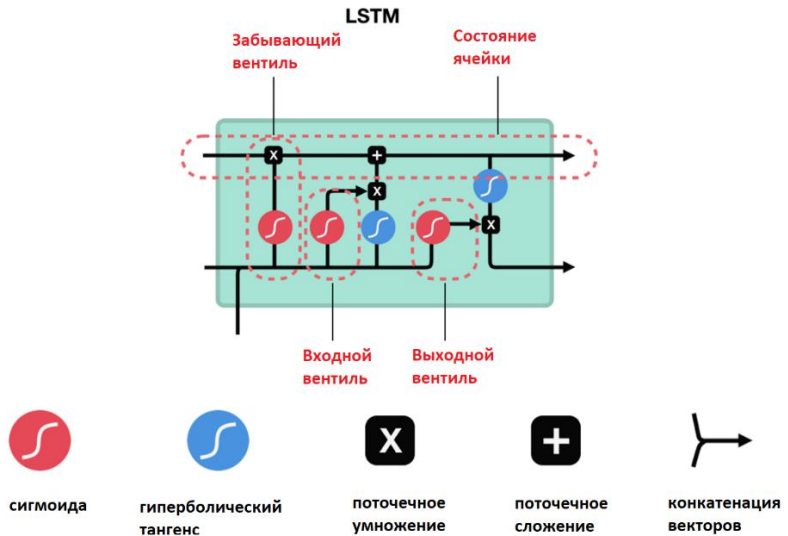 LSTM
Забывающий
вентиль
Состояние
ячейки
X
+
X
X
Входной
вентиль
Выходной
вентиль
X
+
сигмоида
гиперболический
тангенс
поточечное
умножение
поточечное
сложение
конкатенация
векторов